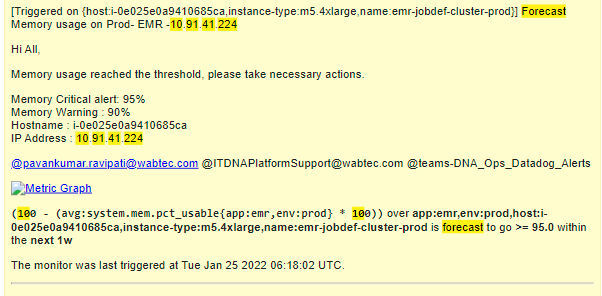 [Triggered on {host:i-0e025e0a9410685ca,instance-type:m5.4xlarge,name:emr-jobdef-cluster-prod}] Forecast
Memory usage on Prod- EMR -10.91.41.224
Hi All,
Memory usage reached the threshold, please take necessary actions.
Memory Critical alert: 95%
Memory Warning : 90%
Hostname : i-0e025e0a9410685ca
IP Address : 10.91.41.224
@pavankumar.ravipati@wabtec.com @ITDNAPlatformSupport@wabtec.com @teams-DNA_Ops_Datadog_Alerts
Metric Graph
(100 - (avg:system.mem.pct_usable{app:emr,env:prod} * 100)) over app:emr,env:prod,host:i-
0e025e0a9410685ca,instance-type:m5.4xlarge,name:emr-jobdef-cluster-prod is forecast to go >= 95.0 within
the next 1w
The monitor was last triggered at Tue Jan 25 2022 06:18:02 UTC.